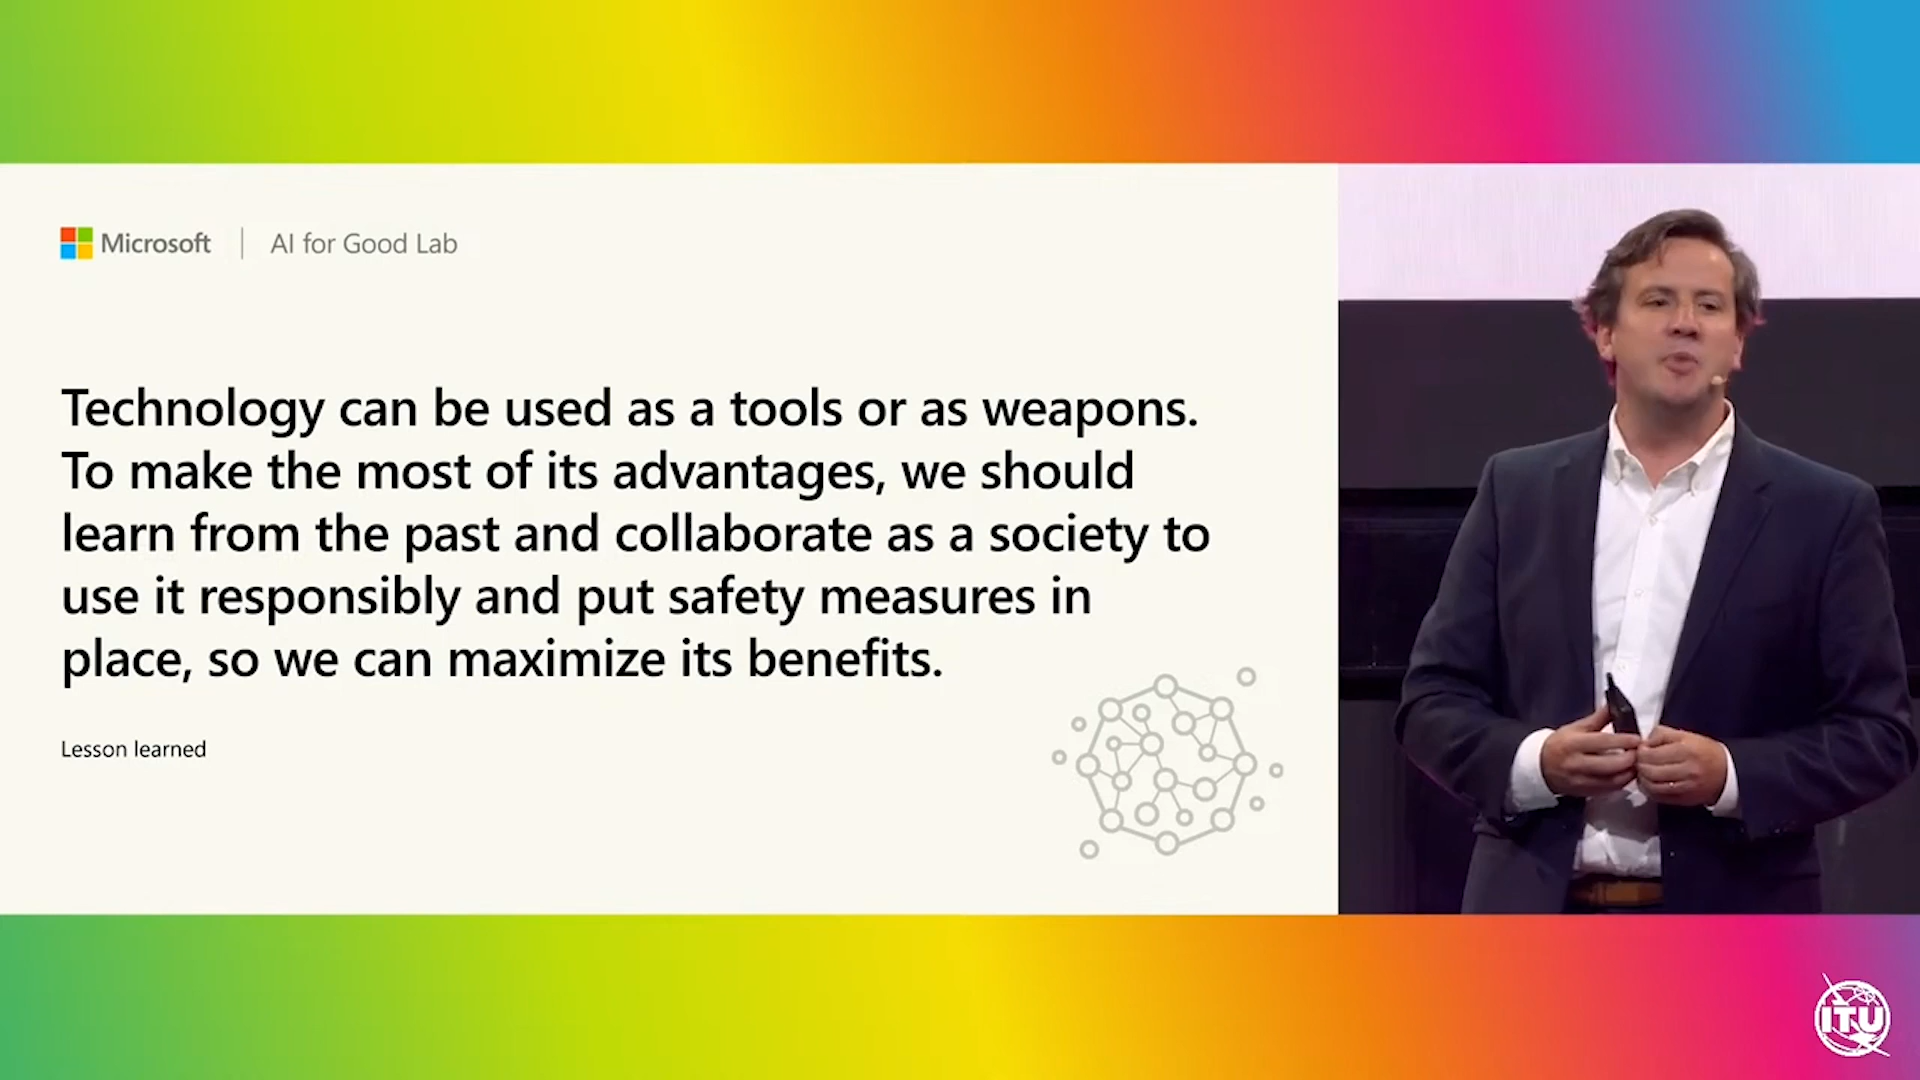 Microsoft | AI for Good Lab
Technology can be used as a tools or as weapons.
To make the most of its advantages, we should
learn from the past and collaborate as a society to
use it responsibly and put safety measures in
place, so we can maximize its benefits.
Lesson learned
ITU